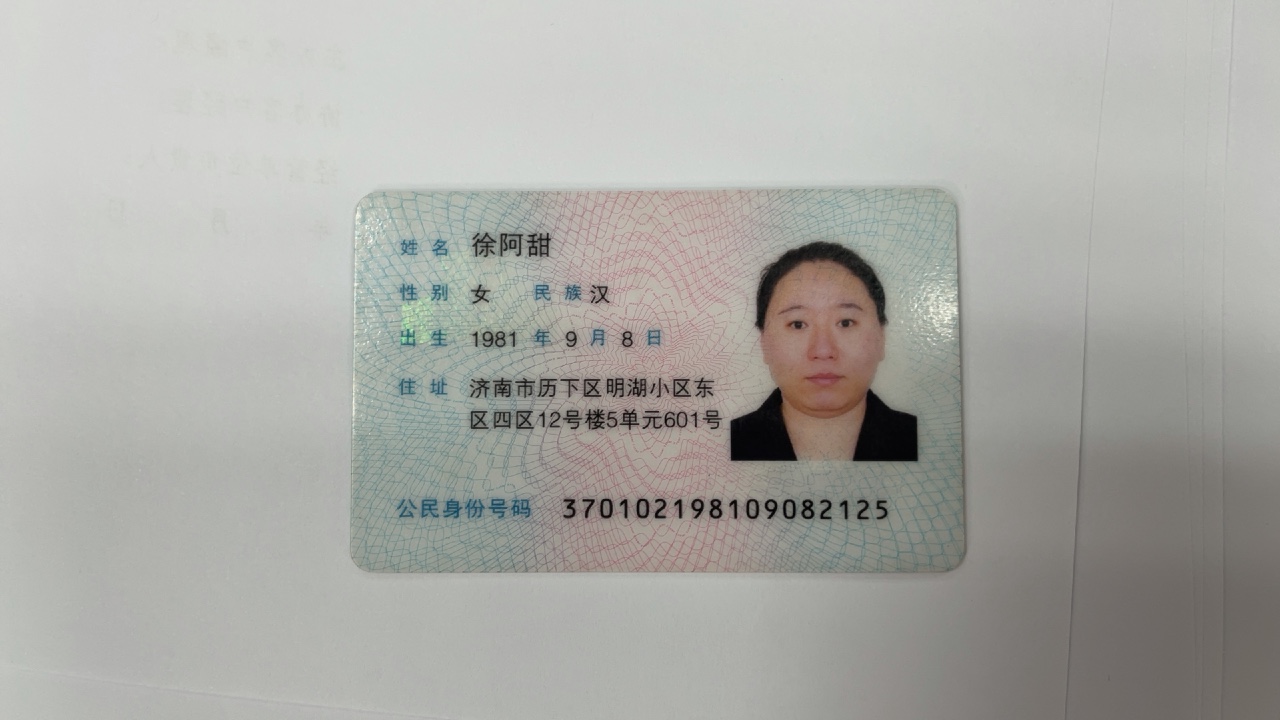 姓名 徐阿甜
性别 女 民族 汉
出生 1981 年 9 月 8 日
住址 济南市历下区明湖小区东
区四区12号楼5单元601号
公民身份号码 370102198109082125